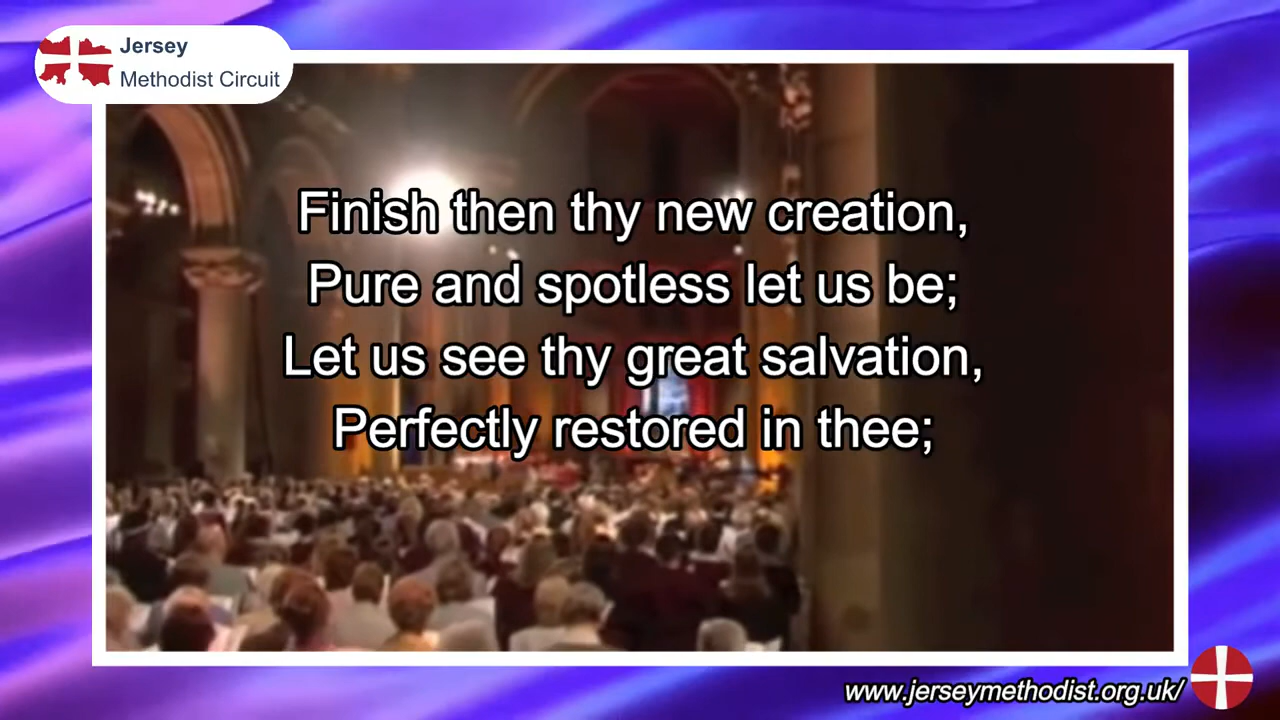 Jersey
Methodist Circuit
Finish then thy new creation,
Pure and spotless let us be;
Let us see thy great salvation,
Perfectly restored in thee;
www.jerseymethodist.org.uk/